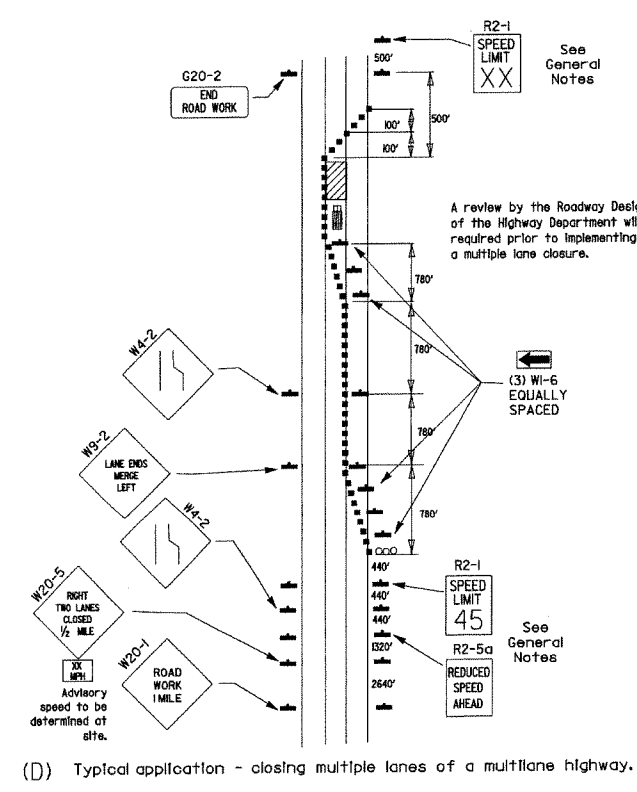 R2-1
SPEED
LIMIT
XX
See
General
Notes
500'
G20-2
END
ROAD WORK
100'
500'
100'
A review by the Roadway Desi
of the Highway Department wil
required prior to implementing
a multiple lane closure.
780'
780'
W4-2
(3) W1-6
EQUALLY
SPACED
780'
W9-2
LANE ENDS
MERGE
LEFT
780'
W4-2
440'
R2-1
SPEED
LIMIT
45
440'
W20-5
RIGHT
TWO LANES
CLOSED
1/2 MILE
440'
See
General
Notes
R2-5a
1320'
XX
MPH
W20-1
ROAD
WORK
1 MILE
REDUCED
SPEED
AHEAD
2640'
Advisory
speed to be
determined at
site.
(D) Typical application - closing multiple lanes of a multilane highway.